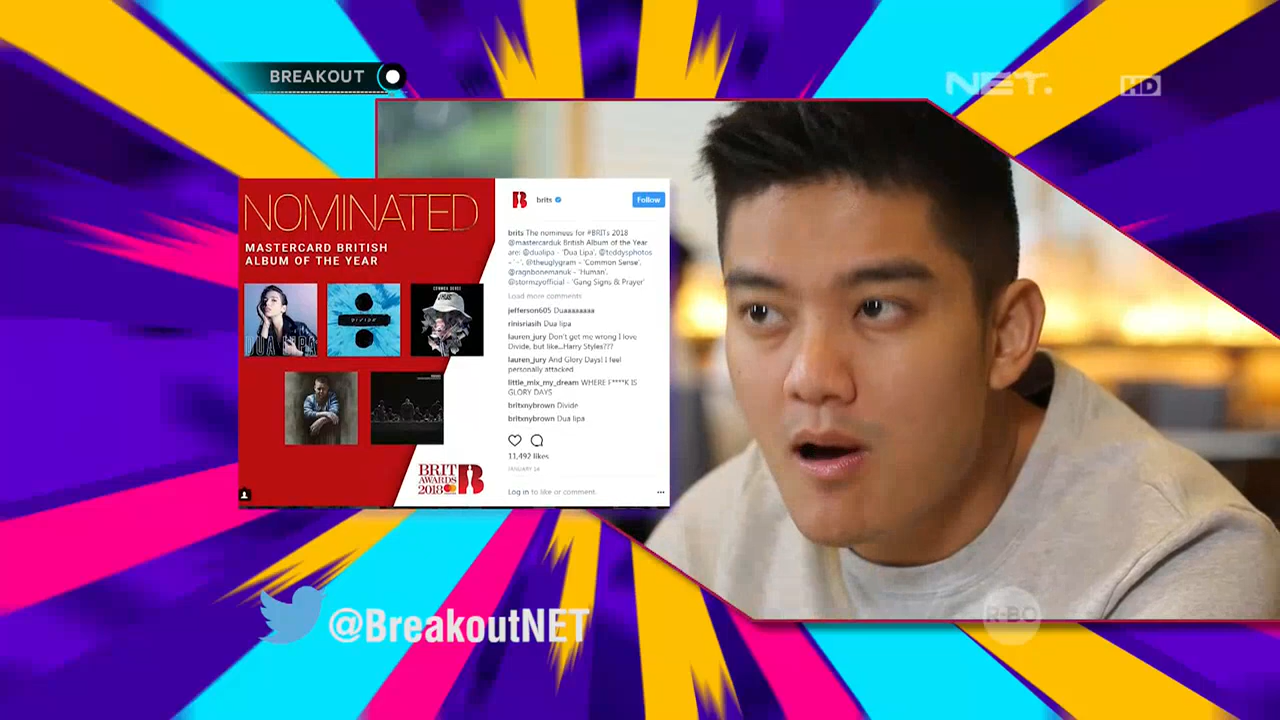 BREAKOUT
NET.
HD
NOMINATED
MASTERCARD BRITISH
ALBUM OF THE YEAR
DUA LIPA
DIVIDE
COMMON SENSE
BRIT
AWARDS
2018
brits
Follow
brits The nominees for #BRITs 2018
@mastercarduk British Album of the Year
are: @dualipa - 'Dua Lipa', @teddysphotos
- '÷', @theuglygram - 'Common Sense',
@ragnbonemanuk - 'Human',
@stormzyofficial - 'Gang Signs & Prayer'
Load more comments
jefferson605 Duaaaaaaaa
rinisriasih Dua lipa
lauren_jury Don't get me wrong I love
Divide, but like...Harry Styles???
lauren_jury And Glory Days! I feel
personally attacked
little_mix_my_dream WHERE F****K IS
GLORY DAYS
britxnybrown Divide
britxnybrown Dua lipa
11,492 likes
JANUARY 14
Log in to like or comment.
@BreakoutNET
R-BO